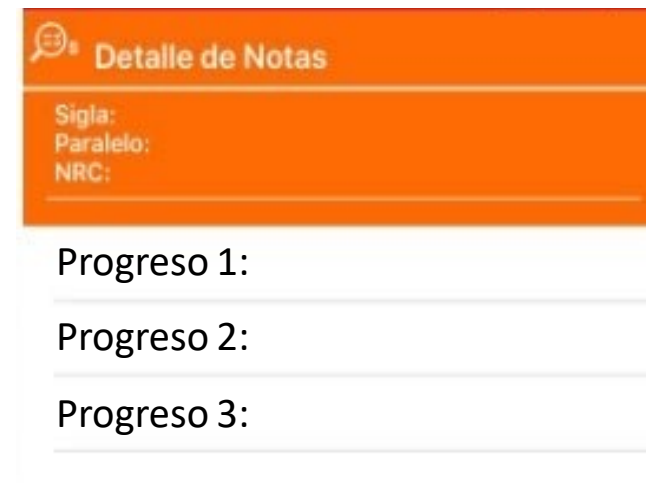 Detalle de Notas
Sigla:
Paralelo:
NRC:
Progreso 1:
Progreso 2:
Progreso 3: